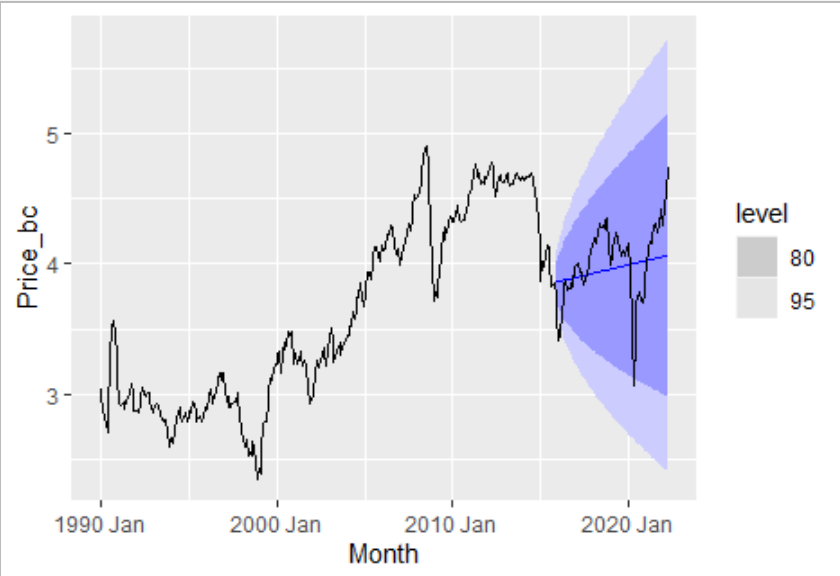 Price_bc
5
4
3
1990 Jan
2000 Jan
2010 Jan
2020 Jan
Month
level
80
95